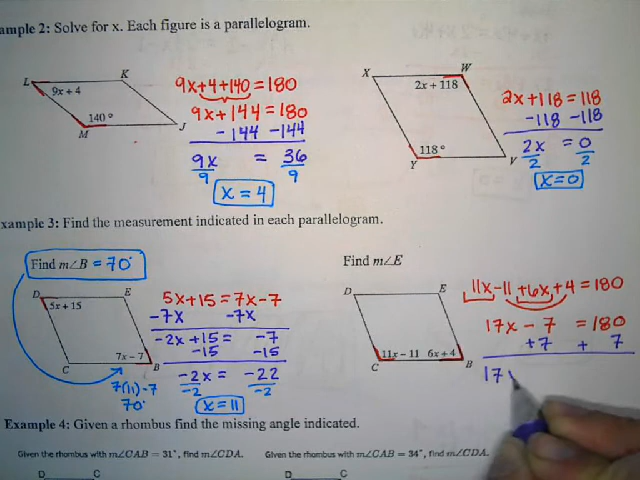 ample 2: Solve for x. Each figure is a parallelogram.
L
K
9x + 4
140 °
M
J
9x+4+140 = 180
9x + 144 = 180
- 144 -144
9x = 36
9 9
x = 4
X
W
2x + 118
118 °
Y
V
2x+118 = 118
-118 -118
2x = 0
2 2
x=0
xample 3: Find the measurement indicated in each parallelogram.
Find m∠B = 70°
D
E
5x + 15
7x - 7
C
B
7(11)-7
70°
5x+15 = 7x-7
-7x -7x
-2x +15 = -7
-15 -15
-2x = -22
-2 -2
x = 11
Find m∠E
D
E
11x - 11 6x + 4
C
B
11x-11 +6x+4 = 180
17x - 7 = 180
+7 + 7
17
Example 4: Given a rhombus find the missing angle indicated.
Given the rhombus with m∠CAB = 31°, find m∠CDA.
Given the rhombus with m∠CAB = 34°, find m∠CDA.
D C
D C